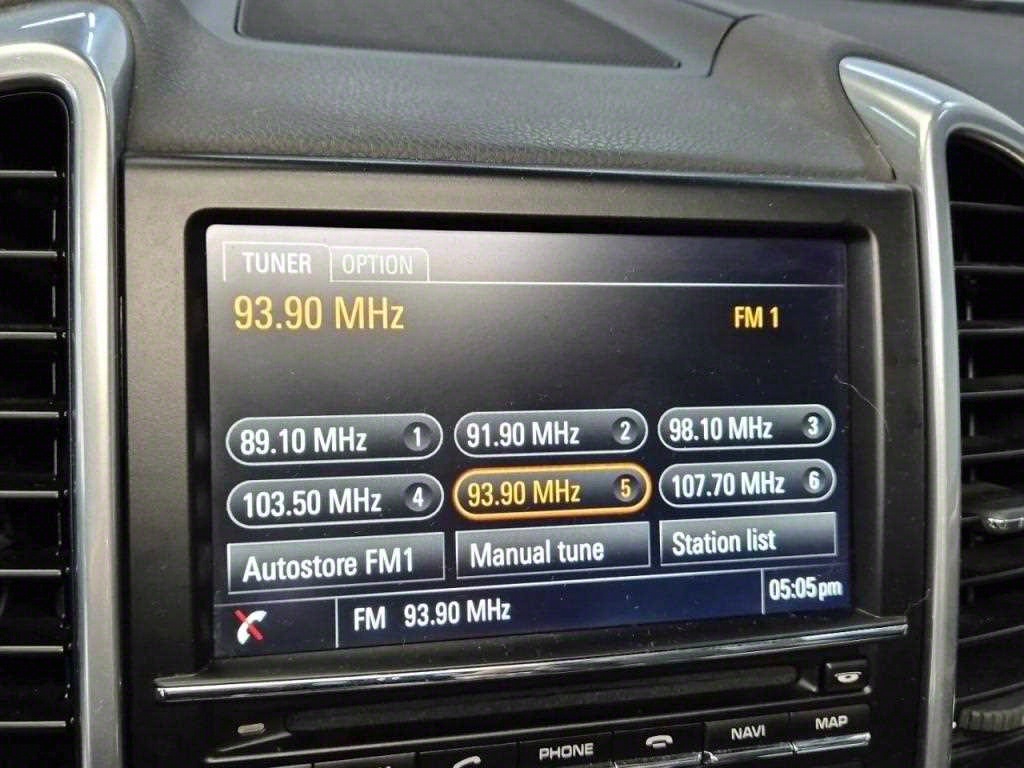 TUNER OPTION
93.90 MHz FM 1
89.10 MHz 1 91.90 MHz 2 98.10 MHz 3
103.50 MHz 4 93.90 MHz 5 107.70 MHz 6
Autostore FM1 Manual tune Station list
FM 93.90 MHz 05:05pm
PHONE NAVI MAP